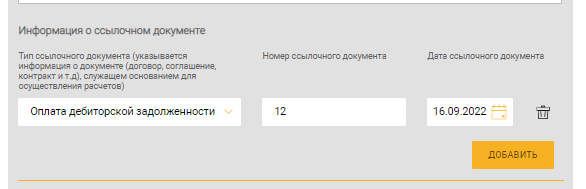 Информация о ссылочном документе
Тип ссылочного документа (указывается
информация о документе (договор, соглашение,
контракт и т.д), служащем основанием для
осуществления расчетов)
Номер ссылочного документа
Дата ссылочного документа
Оплата дебиторской задолженности
12
16.09.2022
ДОБАВИТЬ